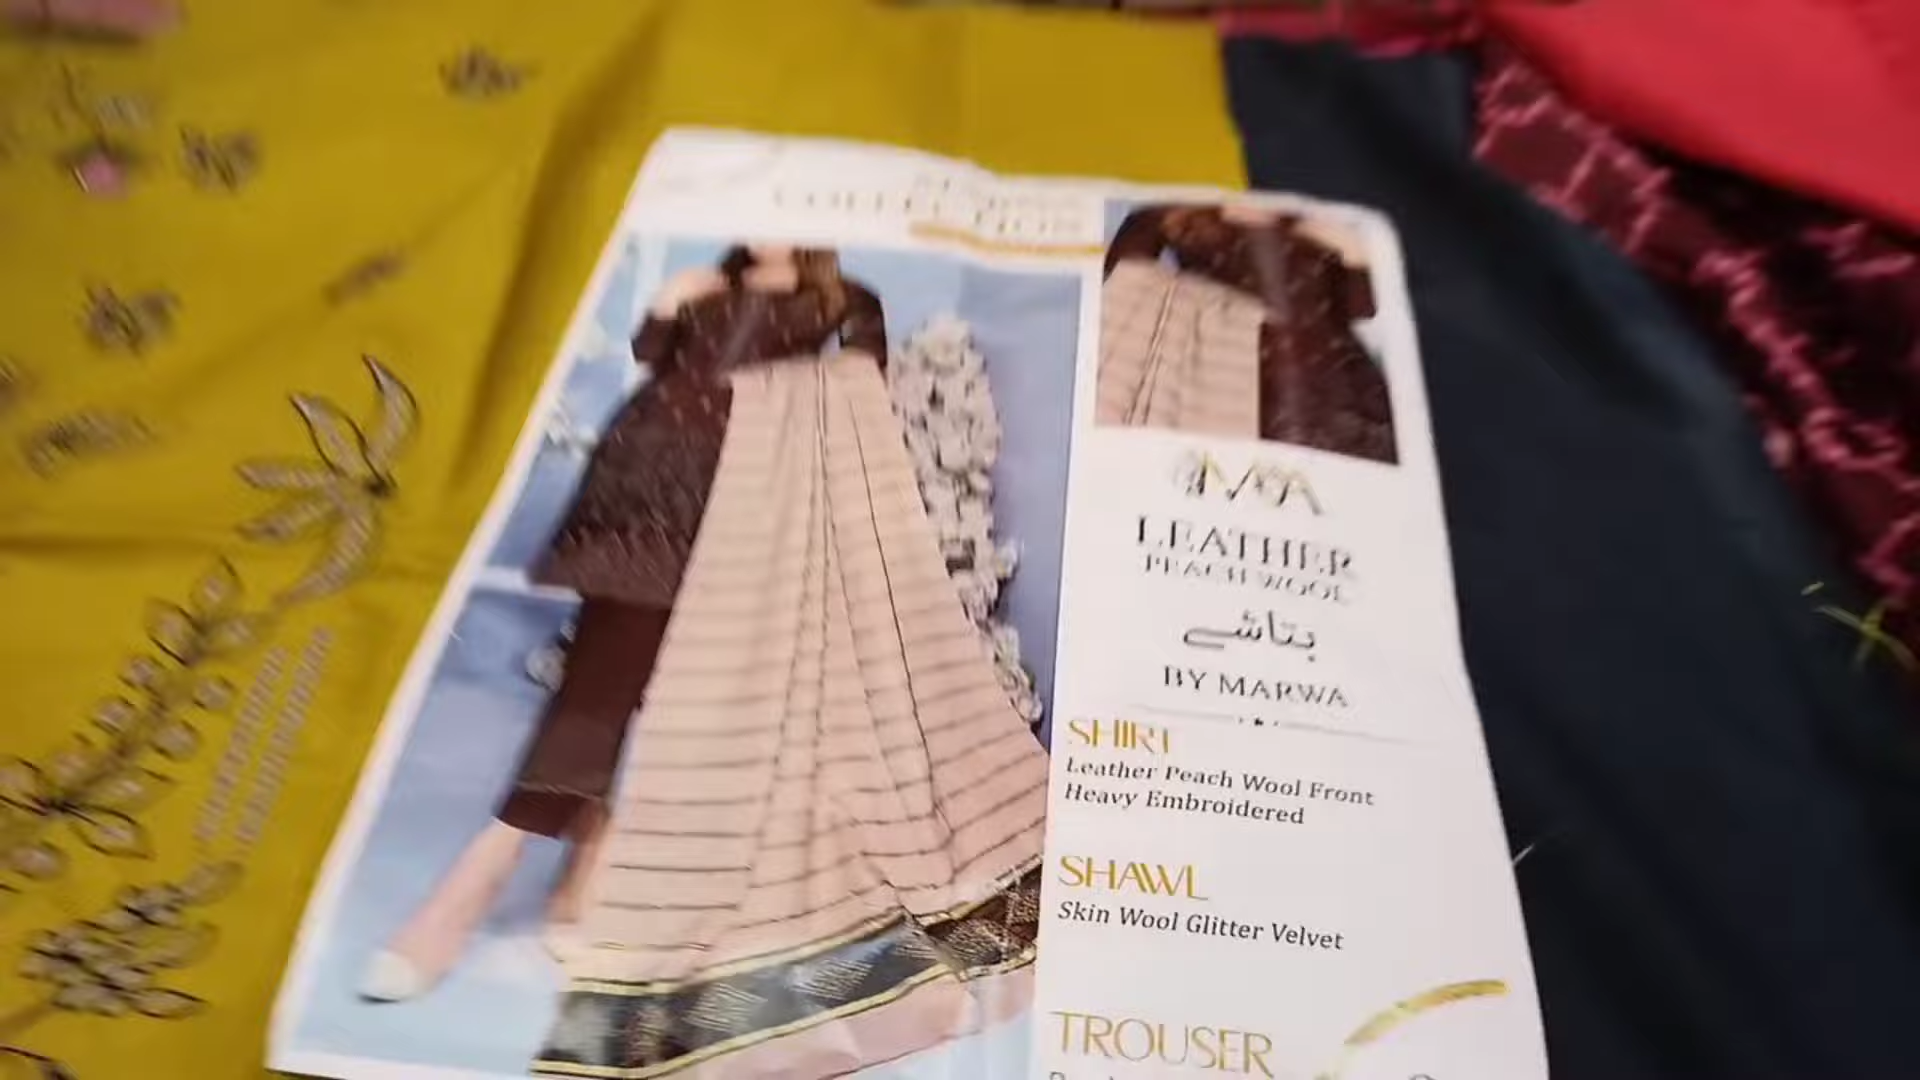 COLLECTION
LEATHER
PEACH WOOL
بتاشے
BY MARWA
SHIRT
Leather Peach Wool Front
Heavy Embroidered
SHAWL
Skin Wool Glitter Velvet
TROUSER